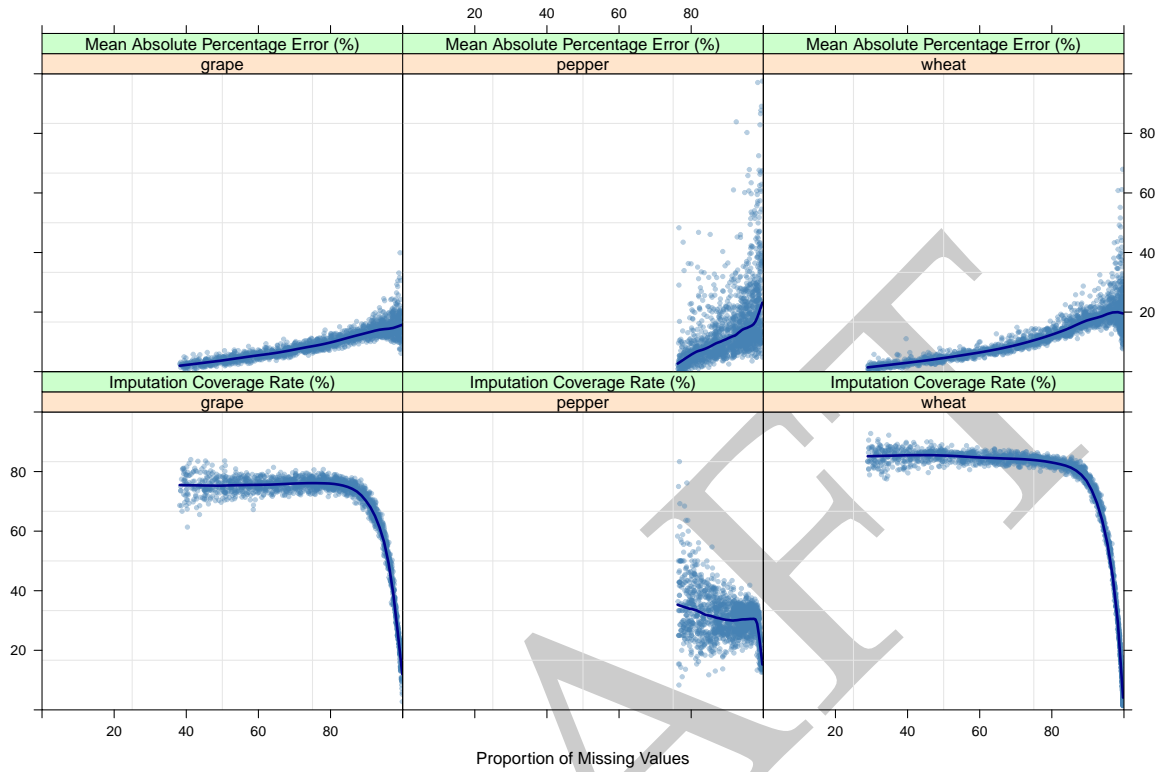 20 40 60 80
Mean Absolute Percentage Error (%) Mean Absolute Percentage Error (%) Mean Absolute Percentage Error (%)
grape pepper wheat
80
60
40
20
Imputation Coverage Rate (%) Imputation Coverage Rate (%) Imputation Coverage Rate (%)
grape pepper wheat
80
60
40
20
20 40 60 80 20 40 60 80
Proportion of Missing Values
AFT